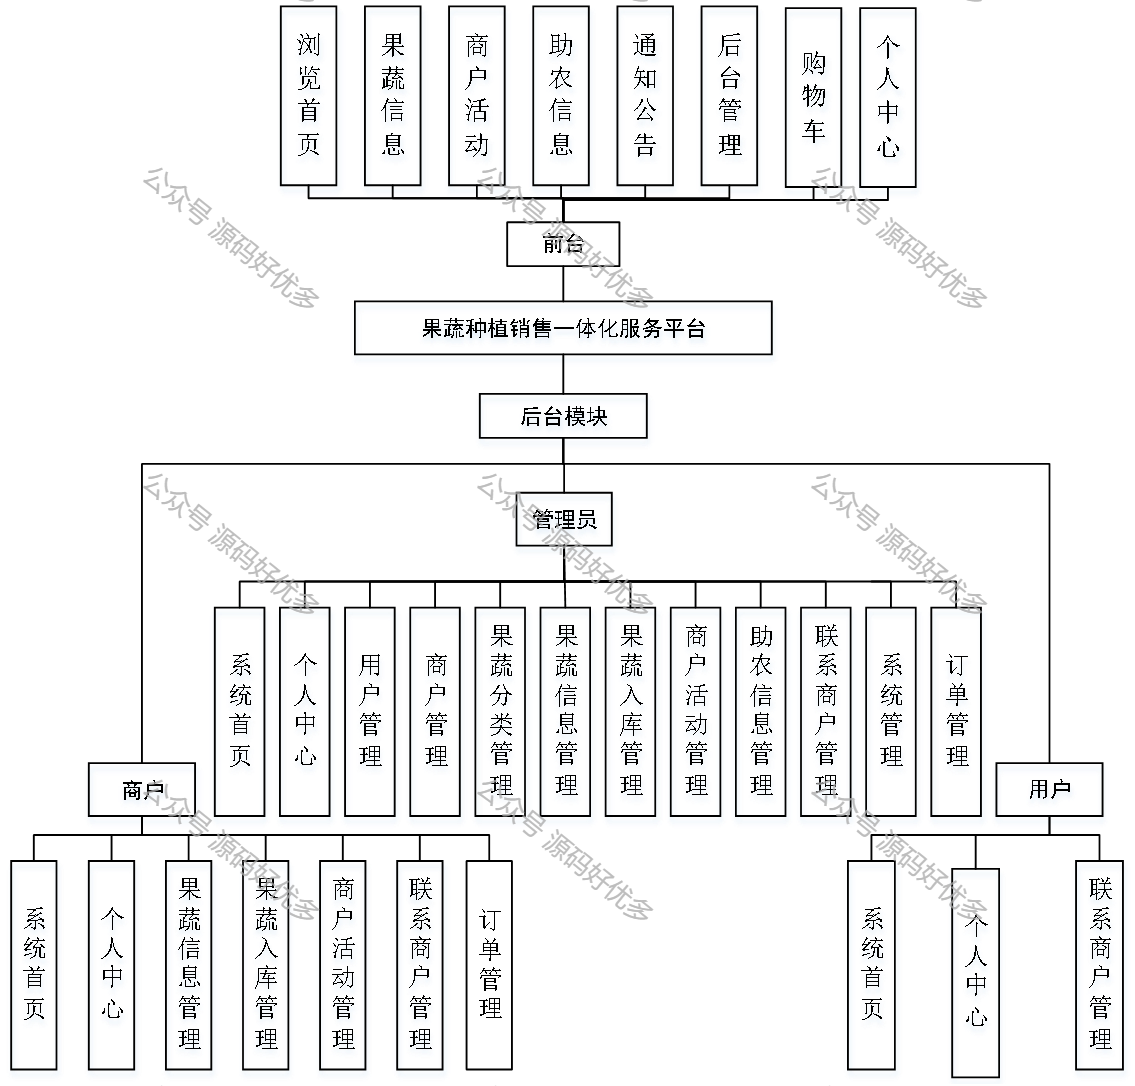 浏览首页
果蔬信息
商户活动
助农信息
通知公告
后台管理
购物车
个人中心
公众号 源码好优多
公众号 源码好优多
公众号 源码好优多
前台
果蔬种植销售一体化服务平台
后台模块
公众号 源码好优多
公众号 源码好优多
公众号 源码好优多
管理员
系统首页
个人中心
用户管理
商户管理
果蔬分类管理
果蔬信息管理
果蔬入库管理
商户活动管理
助农信息管理
联系商户管理
系统管理
订单管理
商户
用户
公众号 源码好优多
公众号 源码好优多
公众号 源码好优多
系统首页
个人中心
果蔬信息管理
果蔬入库管理
商户活动管理
联系商户管理
订单管理
系统首页
个人中心
联系商户管理